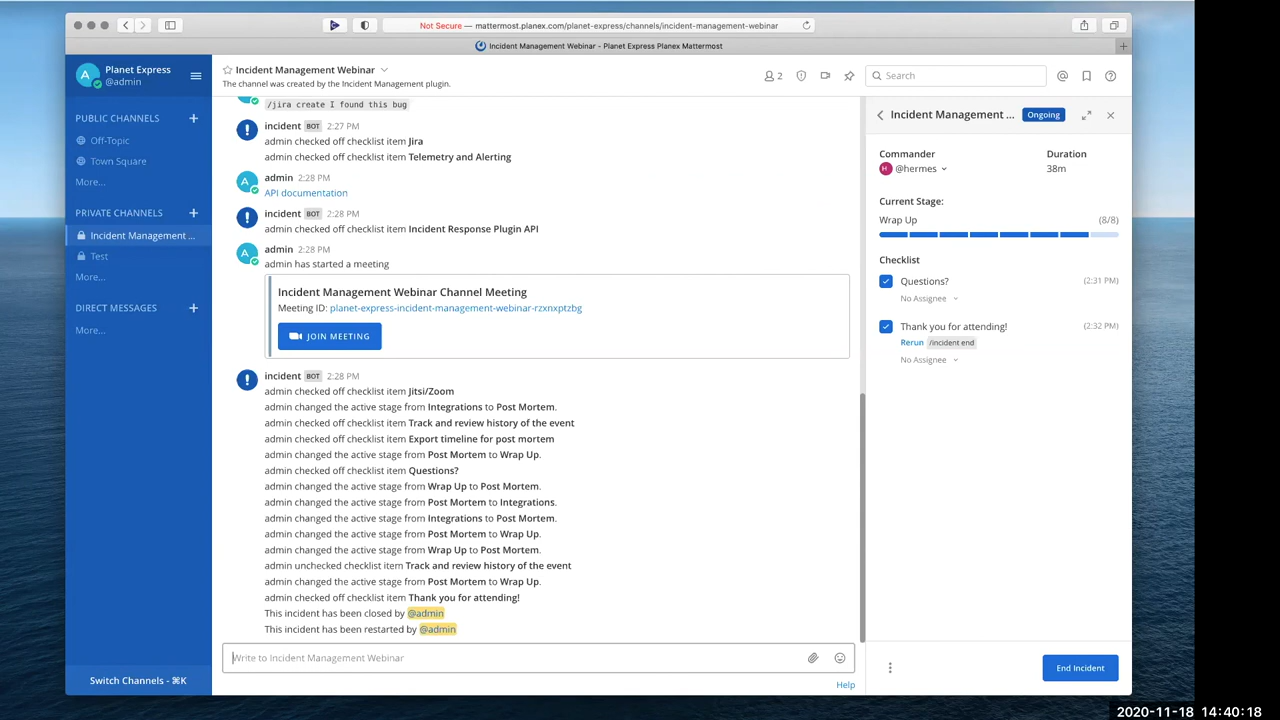 Not Secure — mattermost.planex.com/planet-express/channels/incident-management-webinar
Incident Management Webinar - Planet Express Planex Mattermost
A
Planet Express
@admin
PUBLIC CHANNELS
Off-Topic
Town Square
More...
PRIVATE CHANNELS
Incident Management ...
Test
More...
DIRECT MESSAGES
More...
Switch Channels - ⌘K
Incident Management Webinar
The channel was created by the Incident Management plugin.
2
Search
/jira create I found this bug
incident BOT 2:27 PM
admin checked off checklist item Jira
admin checked off checklist item Telemetry and Alerting
A
admin 2:28 PM
API documentation
incident BOT 2:28 PM
admin checked off checklist item Incident Response Plugin API
A
admin 2:28 PM
admin has started a meeting
Incident Management Webinar Channel Meeting
Meeting ID: planet-express-incident-management-webinar-rzxnxptzbg
JOIN MEETING
incident BOT 2:28 PM
admin checked off checklist item Jitsi/Zoom
admin changed the active stage from Integrations to Post Mortem.
admin checked off checklist item Track and review history of the event
admin checked off checklist item Export timeline for post mortem
admin changed the active stage from Post Mortem to Wrap Up.
admin checked off checklist item Questions?
admin changed the active stage from Wrap Up to Post Mortem.
admin changed the active stage from Post Mortem to Integrations.
admin changed the active stage from Integrations to Post Mortem.
admin changed the active stage from Post Mortem to Wrap Up.
admin changed the active stage from Wrap Up to Post Mortem.
admin unchecked checklist item Track and review history of the event
admin changed the active stage from Post Mortem to Wrap Up.
admin checked off checklist item Thank you for attending!
This incident has been closed by @admin
This incident has been restarted by @admin
Write to Incident Management Webinar
Help
Incident Management ... Ongoing
Commander
H @hermes
Duration
38m
Current Stage:
Wrap Up (8/8)
Checklist
Questions? (2:31 PM)
No Assignee
Thank you for attending! (2:32 PM)
Rerun /incident end
No Assignee
End Incident
2020-11-18 14:40:18